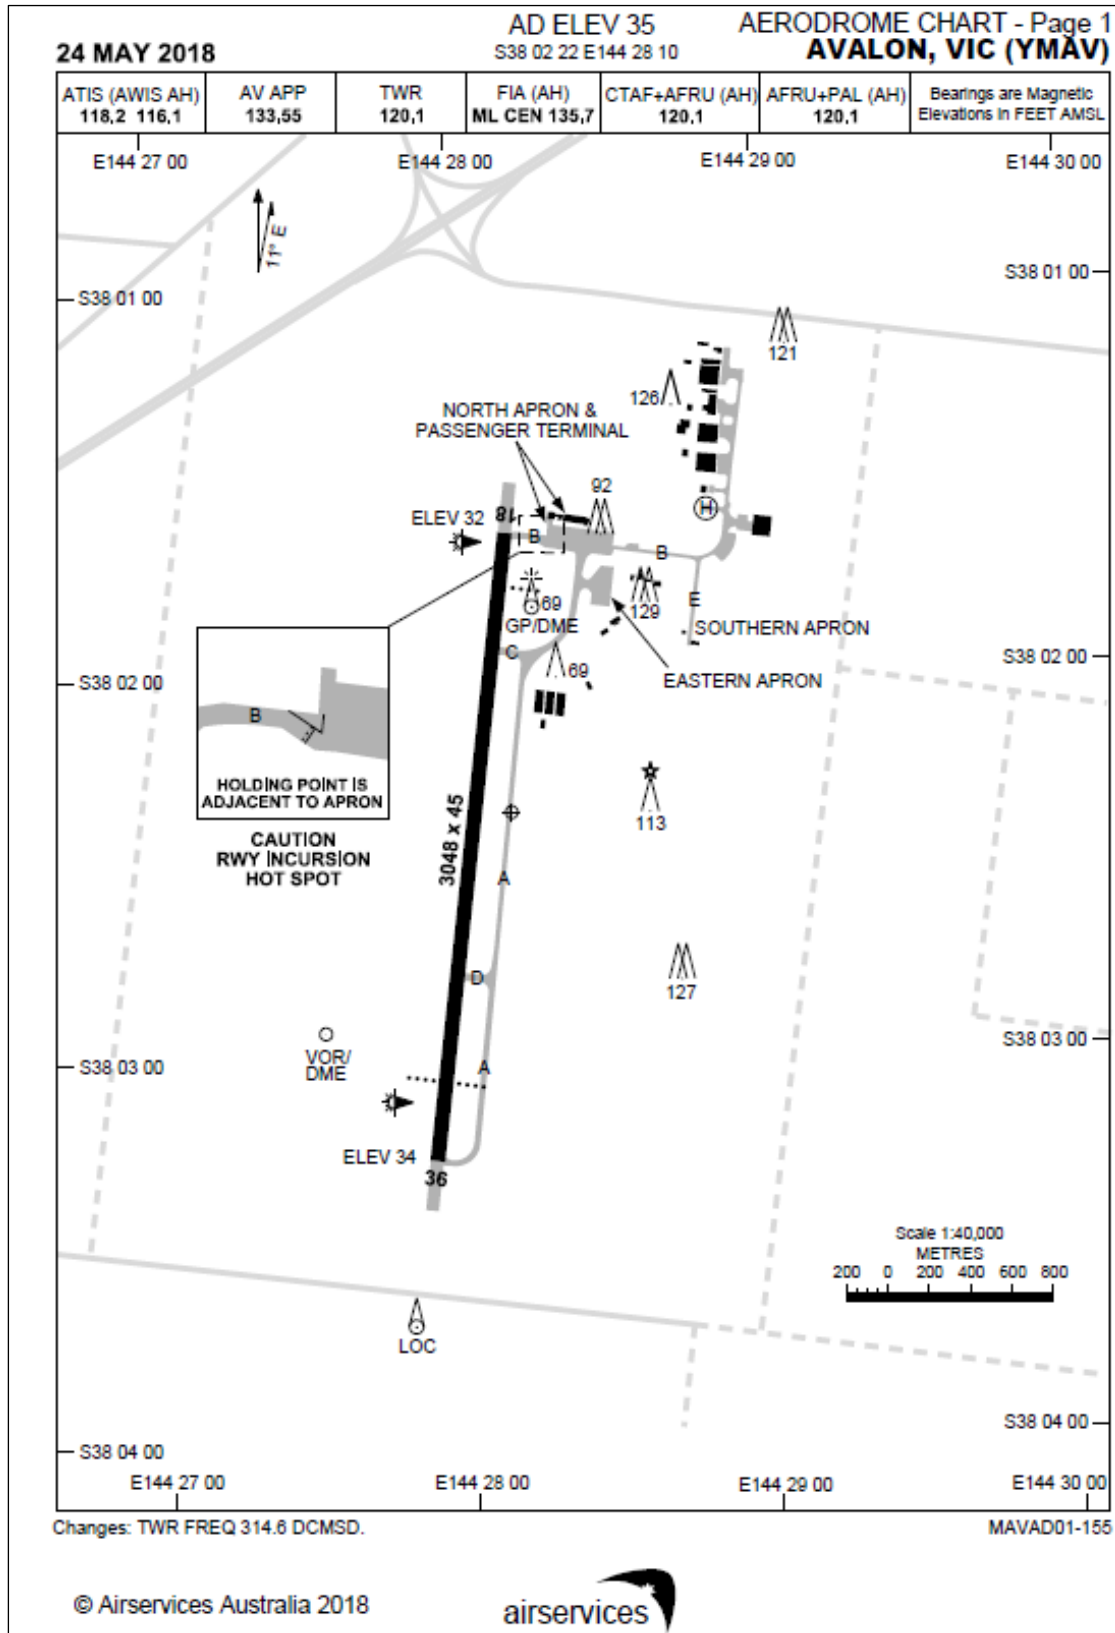 AD ELEV 35
S38 02 22 E144 28 10
AERODROME CHART - Page 1
24 MAY 2018
AVALON, VIC (YMAV)
ATIS (AWIS AH)
118,2 116,1
AV APP
133,55
TWR
120,1
FIA (AH)
ML CEN 135,7
CTAF+AFRU (AH)
120,1
AFRU+PAL (AH)
120,1
Bearings are Magnetic
Elevations in FEET AMSL
E144 27 00
E144 28 00
E144 29 00
E144 30 00
11° E
S38 01 00
S38 01 00
121
126
NORTH APRON &
PASSENGER TERMINAL
92
H
18
ELEV 32
B
B
69
GP/DME
129
E
SOUTHERN APRON
C
69
EASTERN APRON
S38 02 00
S38 02 00
B
HOLDING POINT IS
ADJACENT TO APRON
CAUTION
RWY INCURSION
HOT SPOT
3048 x 45
113
A
D
127
VOR/
DME
A
S38 03 00
S38 03 00
ELEV 34
36
Scale 1:40,000
METRES
200 0 200 400 600 800
LOC
S38 04 00
S38 04 00
E144 27 00
E144 28 00
E144 29 00
E144 30 00
Changes: TWR FREQ 314.6 DCMSD.
MAVAD01-155
© Airservices Australia 2018
airservices